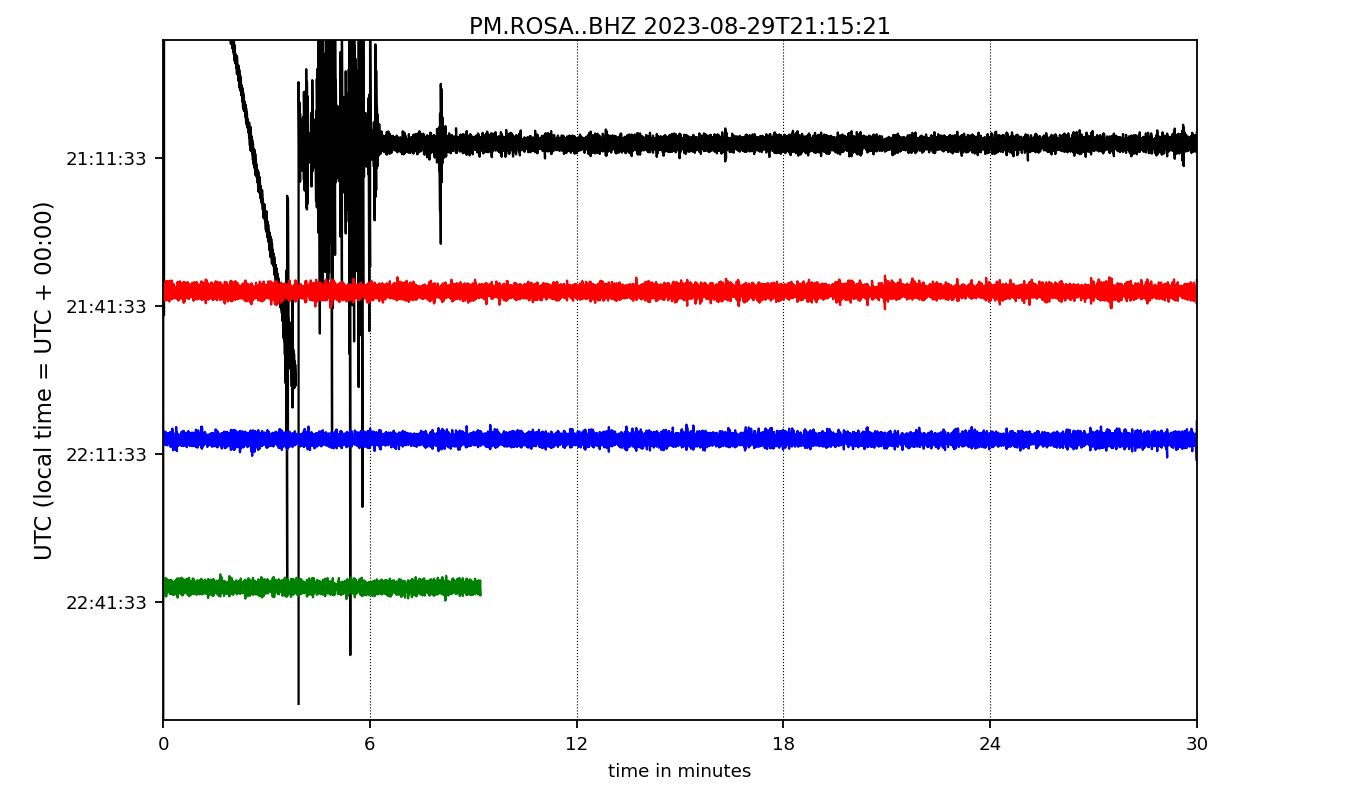 PM.ROSA..BHZ 2023-08-29T21:15:21
UTC (local time = UTC + 00:00)
21:11:33
21:41:33
22:11:33
22:41:33
0 6 12 18 24 30
time in minutes